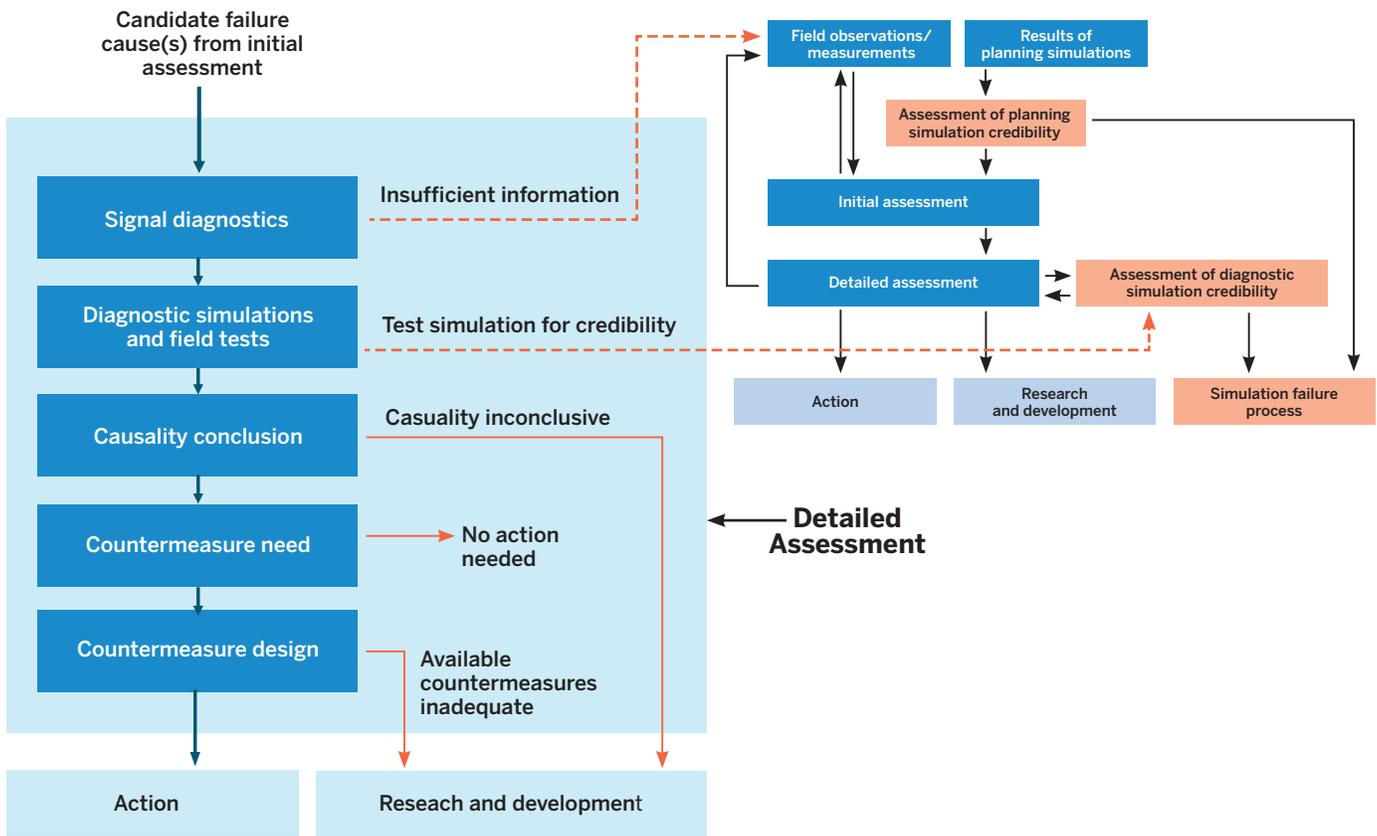 Candidate failure
cause(s) from initial
assessment
Signal diagnostics
Insufficient information
Diagnostic simulations
and field tests
Test simulation for credibility
Causality conclusion
Casuality inconclusive
Countermeasure need
No action
needed
Countermeasure design
Available
countermeasures
inadequate
Action
Reseach and development
Field observations/
measurements
Results of
planning simulations
Assessment of planning
simulation credibility
Initial assessment
Detailed assessment
Assessment of diagnostic
simulation credibility
Action
Research
and development
Simulation failure
process
Detailed
Assessment